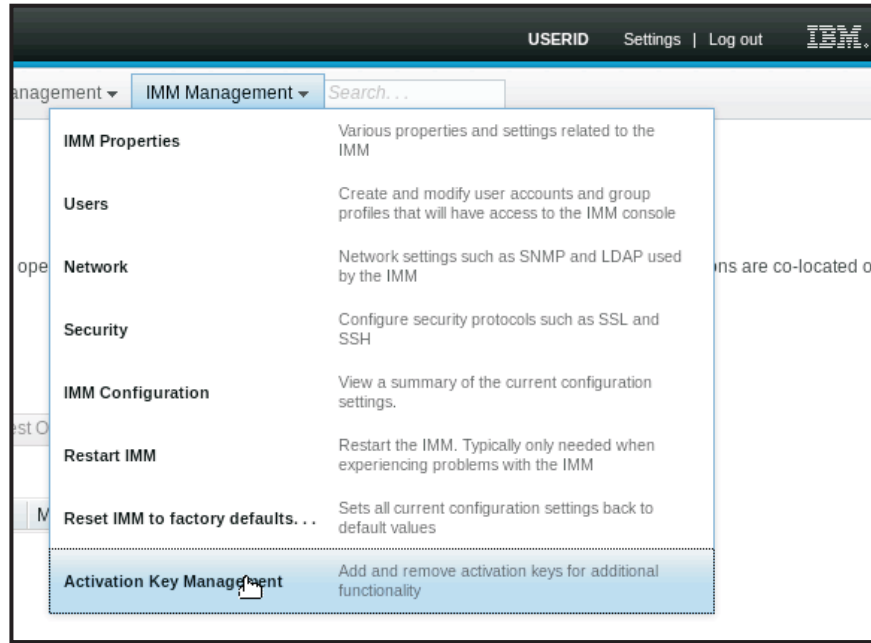 USERID Settings | Log out IBM.
anagement IMM Management Search. . .
IMM Properties Various properties and settings related to the
IMM
Users Create and modify user accounts and group
profiles that will have access to the IMM console
ope Network Network settings such as SNMP and LDAP used ns are co-located o
by the IMM
Security Configure security protocols such as SSL and
SSH
IMM Configuration View a summary of the current configuration
settings.
est O
Restart IMM Restart the IMM. Typically only needed when
experiencing problems with the IMM
M Reset IMM to factory defaults. . . Sets all current configuration settings back to
default values
Activation Key Management Add and remove activation keys for additional
functionality